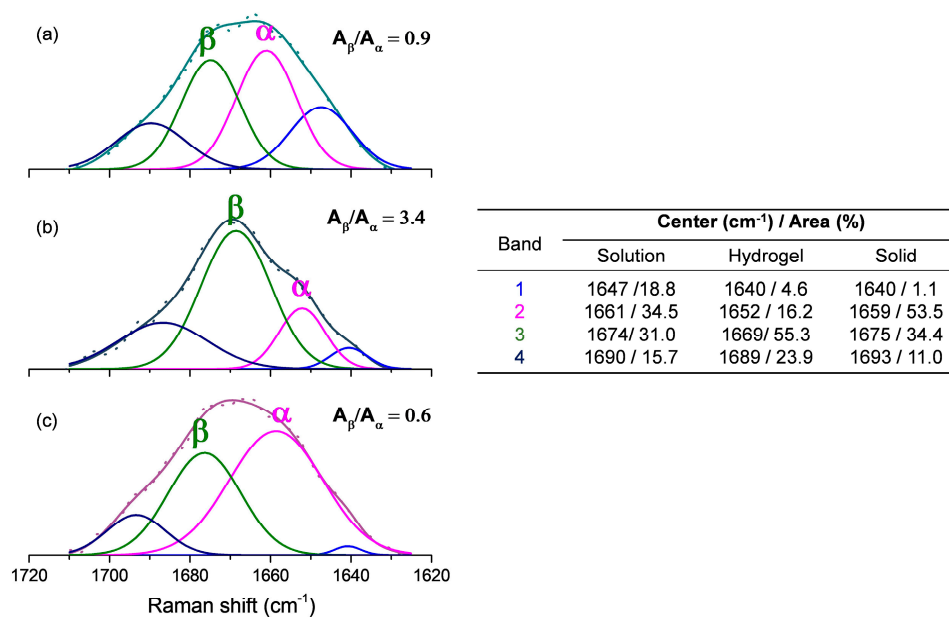 (a)
β
α
Aβ/Aα = 0.9
(b)
β
α
Aβ/Aα = 3.4
(c)
β
α
Aβ/Aα = 0.6
1720 1700 1680 1660 1640 1620
Raman shift (cm⁻¹)
Band
Center (cm⁻¹) / Area (%)
Solution Hydrogel Solid
1 1647 /18.8 1640 / 4.6 1640 / 1.1
2 1661 / 34.5 1652 / 16.2 1659 / 53.5
3 1674/ 31.0 1669/ 55.3 1675 / 34.4
4 1690 / 15.7 1689 / 23.9 1693 / 11.0